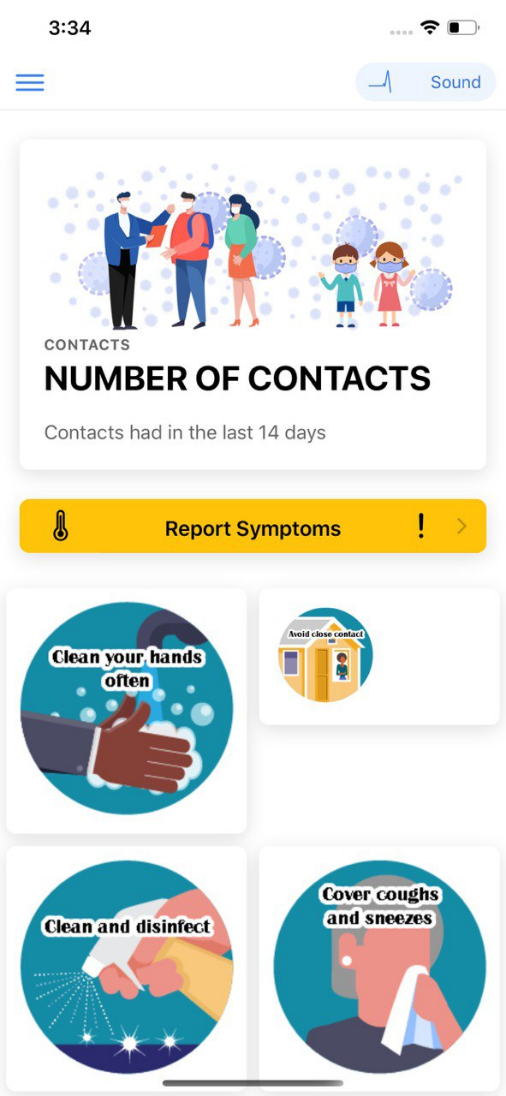 3:34
Sound
CONTACTS
NUMBER OF CONTACTS
Contacts had in the last 14 days
Report Symptoms
Clean your hands
often
Avoid close contact
Clean and disinfect
Cover coughs
and sneezes